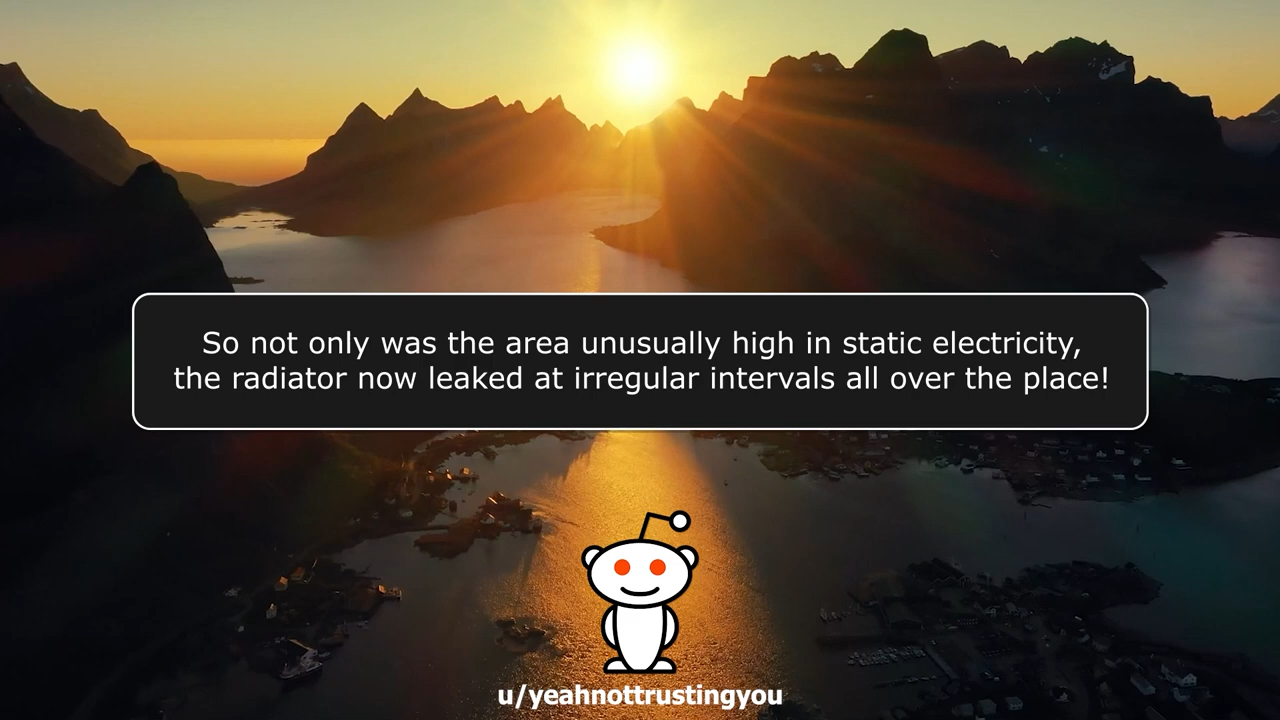 So not only was the area unusually high in static electricity,
the radiator now leaked at irregular intervals all over the place!
u/yeahnottrustingyou